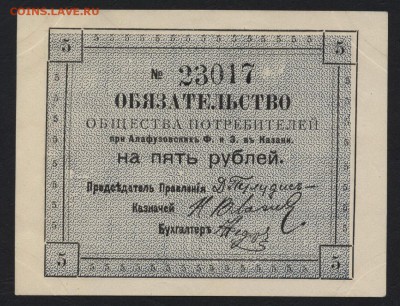 COINS.LAVE.RU
5 5
№ 23017
ОБЯЗАТЕЛЬСТВО
ОБЩЕСТВА ПОТРЕБИТЕЛЕЙ
при Алафузовскихъ Ф. и З. въ Казани.
на пять рублей.
Предсѣдатель Правленія
Казначей
Бухгалтеръ
5 5